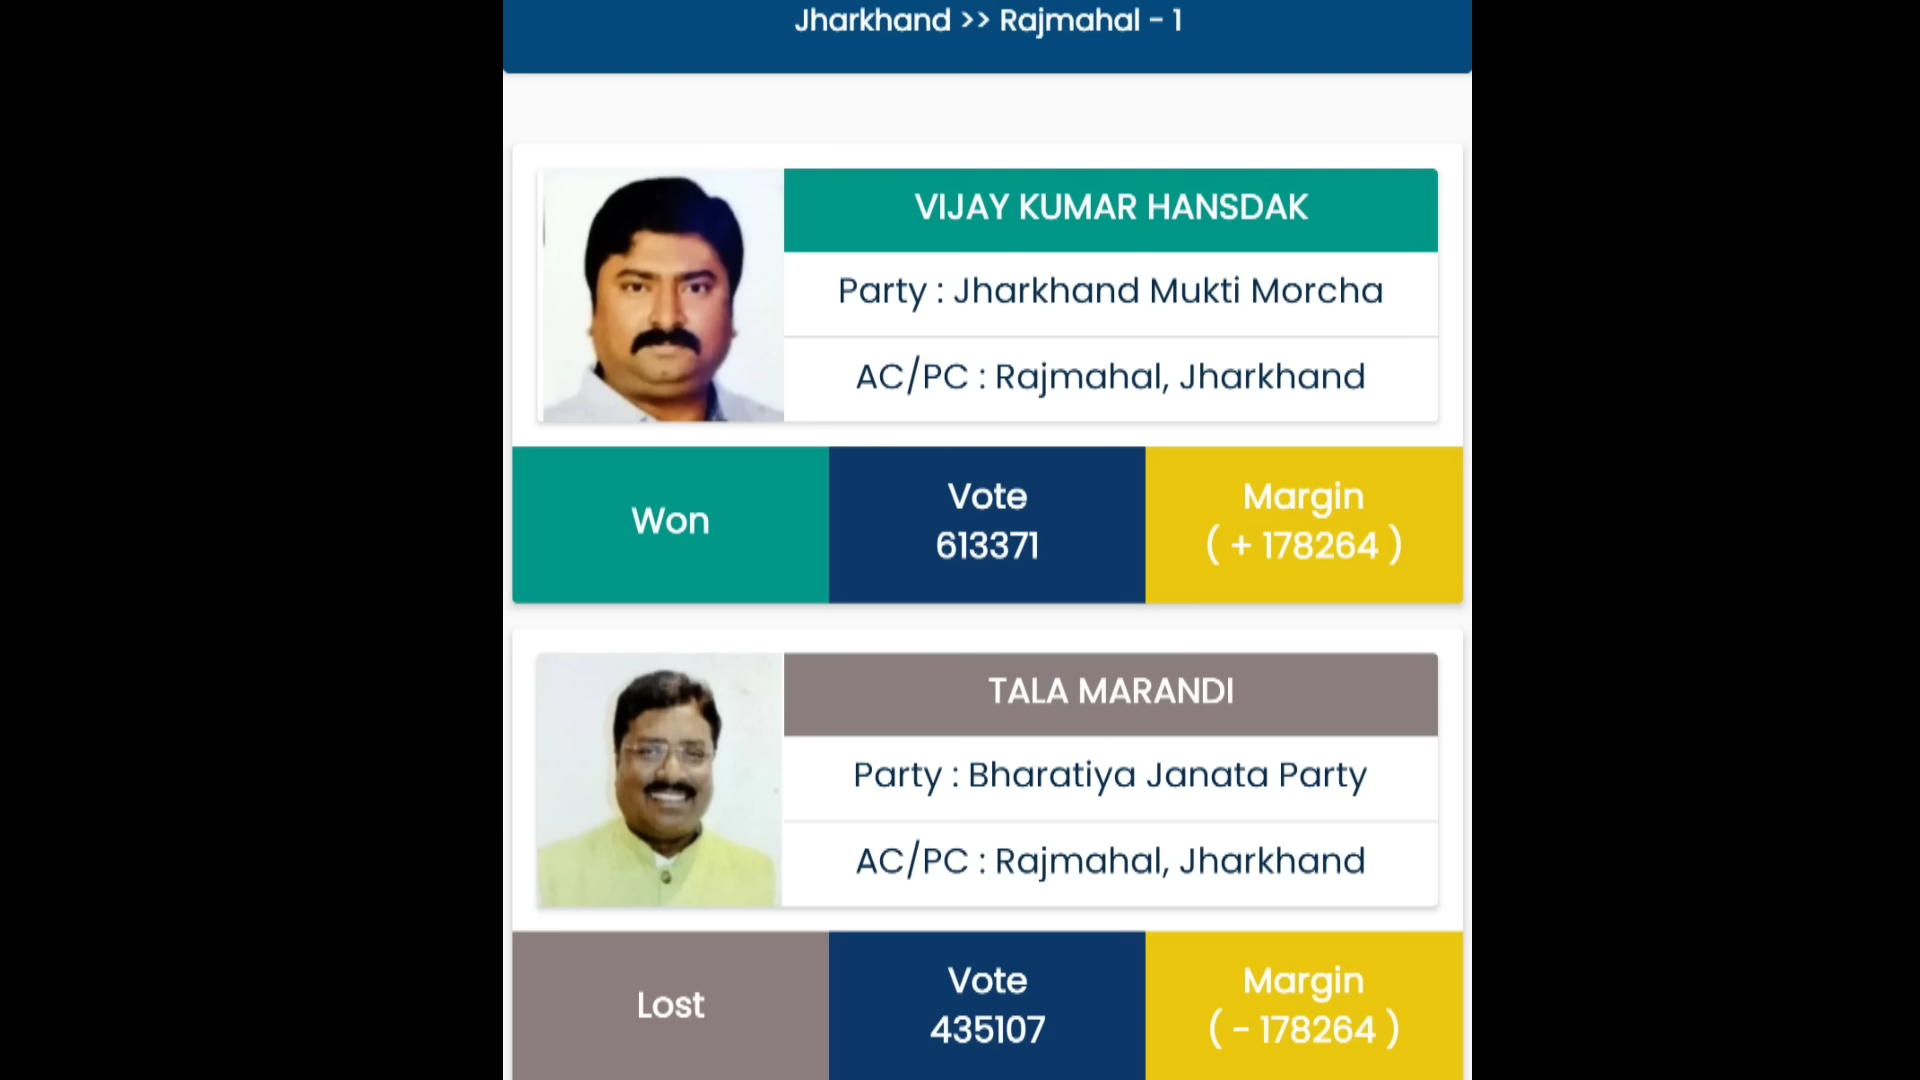 Jharkhand >> Rajmahal - 1
VIJAY KUMAR HANSDAK
Party : Jharkhand Mukti Morcha
AC/PC : Rajmahal, Jharkhand
Won
Vote
613371
Margin
( + 178264 )
TALA MARANDI
Party : Bharatiya Janata Party
AC/PC : Rajmahal, Jharkhand
Lost
Vote
435107
Margin
( - 178264 )